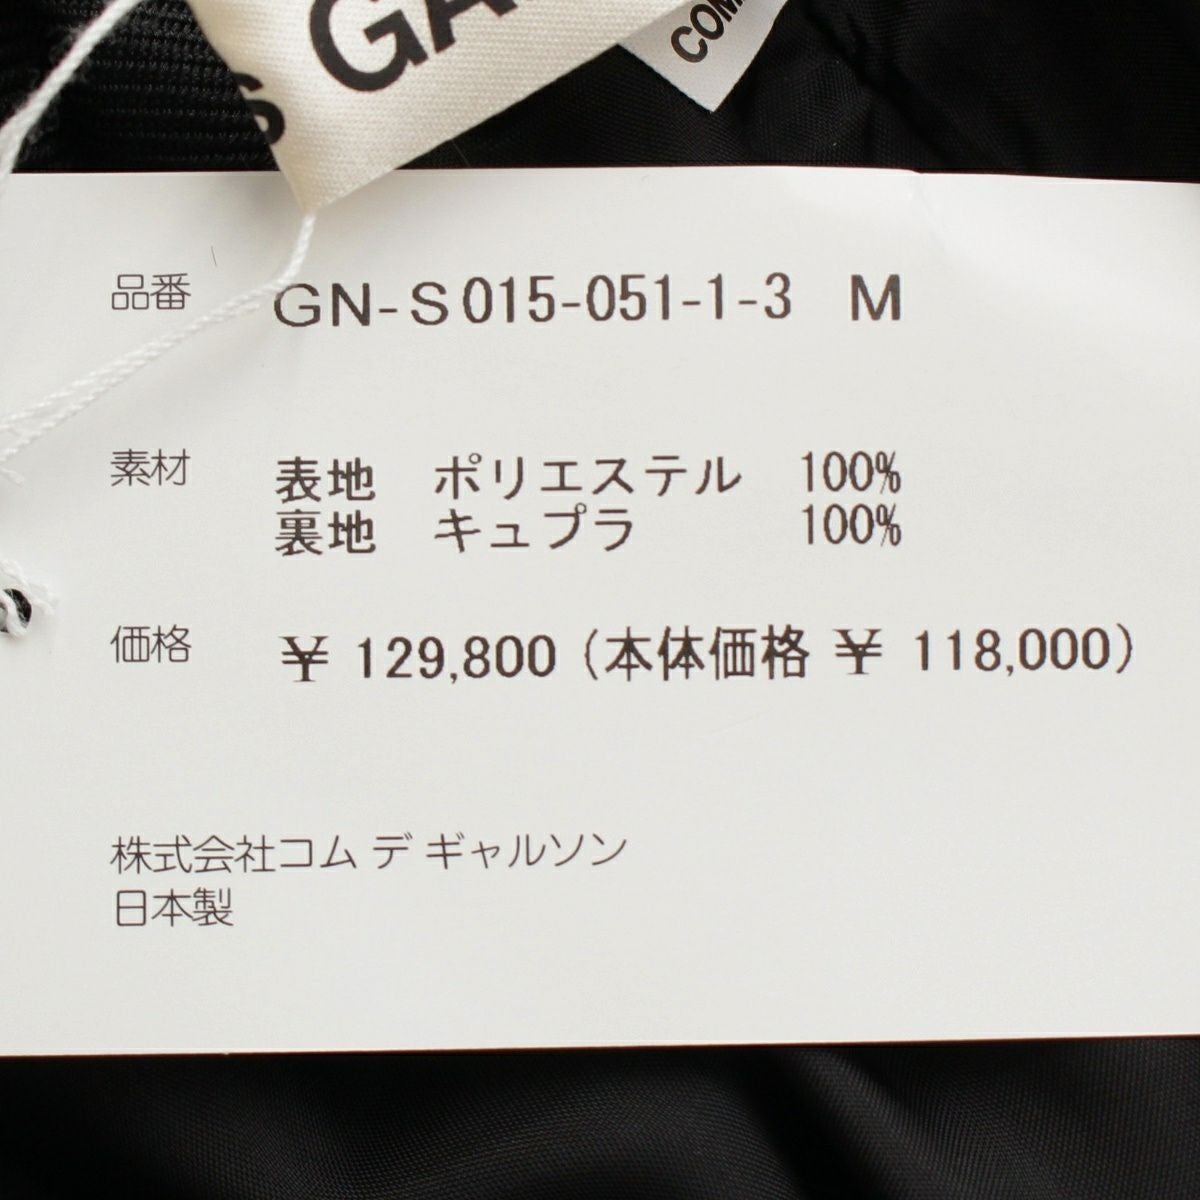 品番 GN-S015-051-1-3 M
素材 表地 ポリエステル 100%
裏地 キュプラ 100%
価格 ¥ 129,800 (本体価格 ¥ 118,000)
株式会社コム デ ギャルソン
日本製